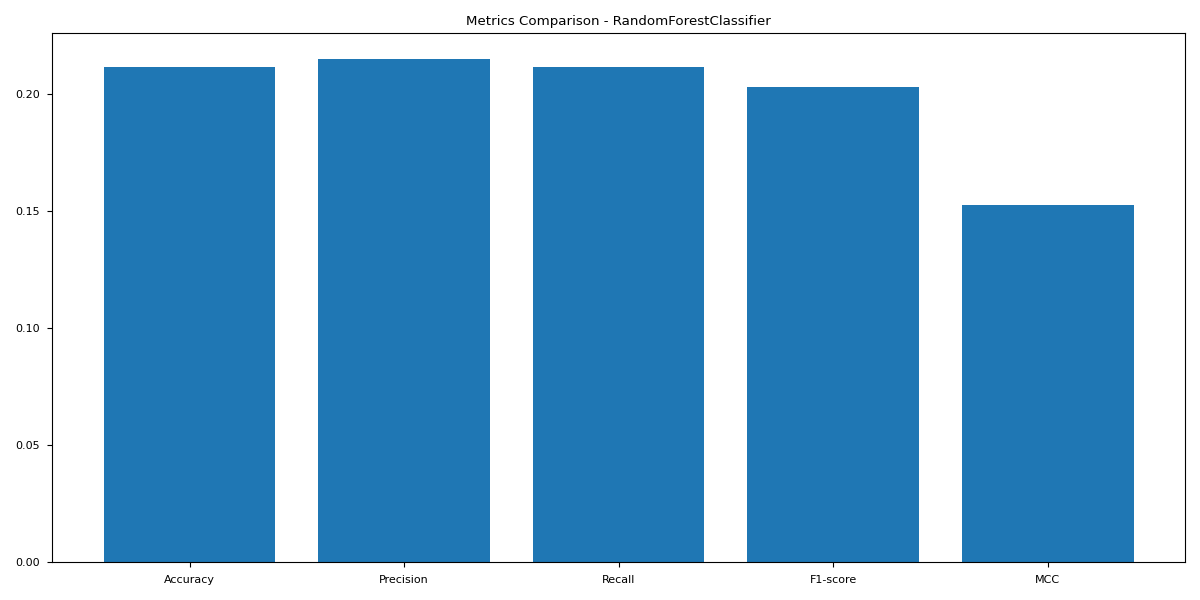 Metrics Comparison - RandomForestClassifier
0.20
0.15
0.10
0.05
0.00
Accuracy Precision Recall F1-score MCC